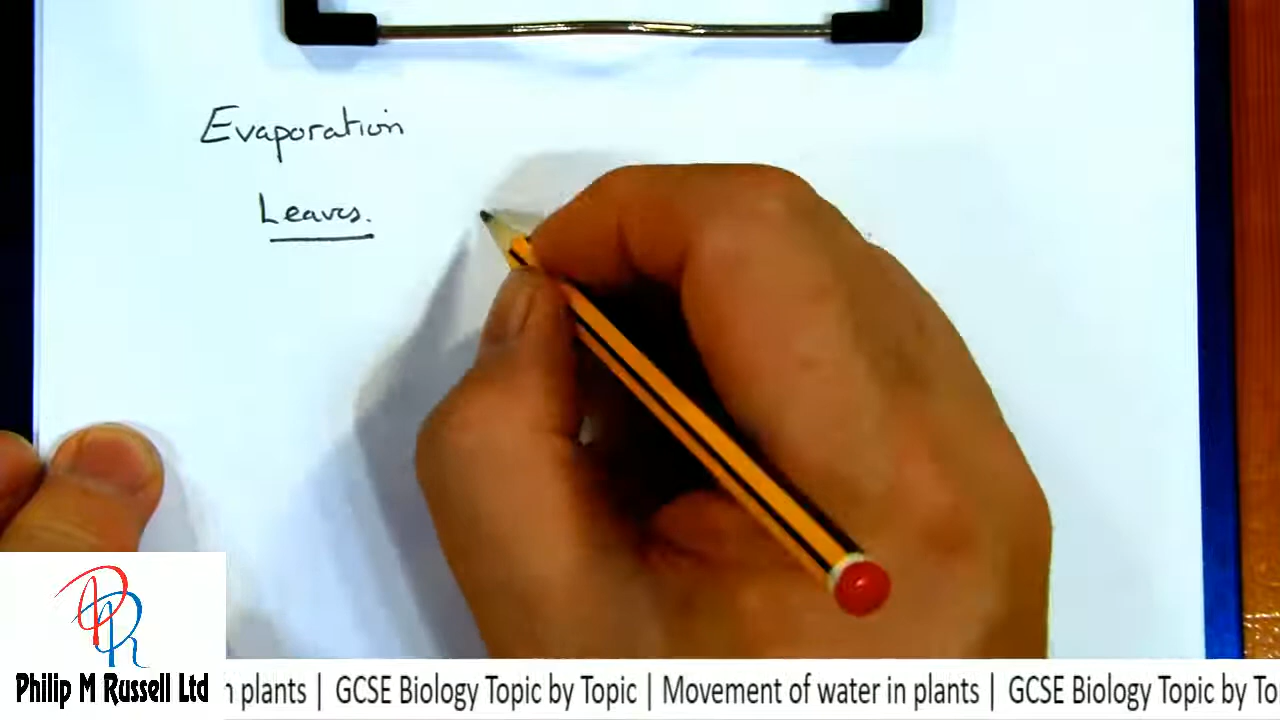 Evaporation
Leaves.
PR
Philip M Russell Ltd
n plants | GCSE Biology Topic by Topic | Movement of water in plants | GCSE Biology Topic by To